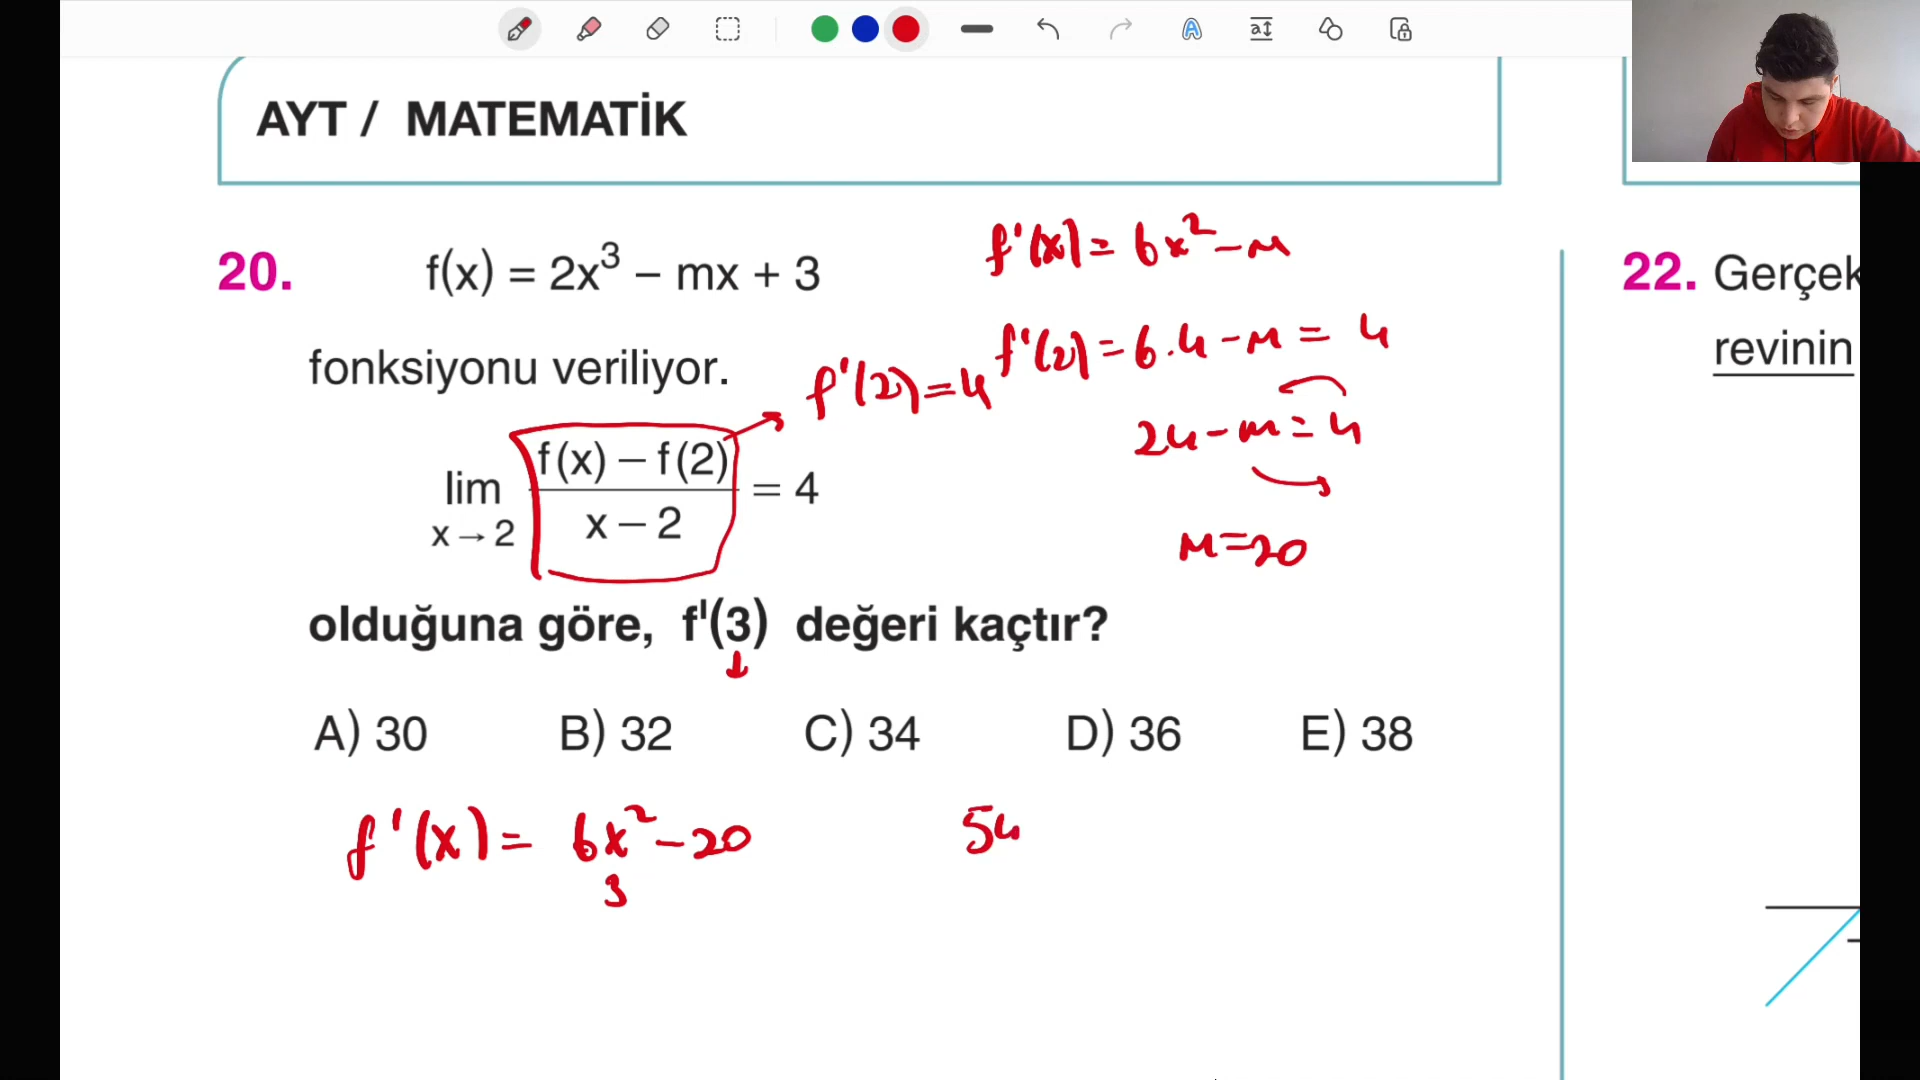 AYT / MATEMATİK
20. f(x) = 2x³ – mx + 3
f'(x) = 6x² – m
fonksiyonu veriliyor.
f'(2) = 4
f'(2) = 6.4 – m = 4
24 – m = 4
m = 20
lim x → 2 f(x) – f(2) / x – 2 = 4
olduğuna göre, f'(3) değeri kaçtır?
A) 30 B) 32 C) 34 D) 36 E) 38
f'(x) = 6x² – 20
3
54
22. Gerçek
revinin